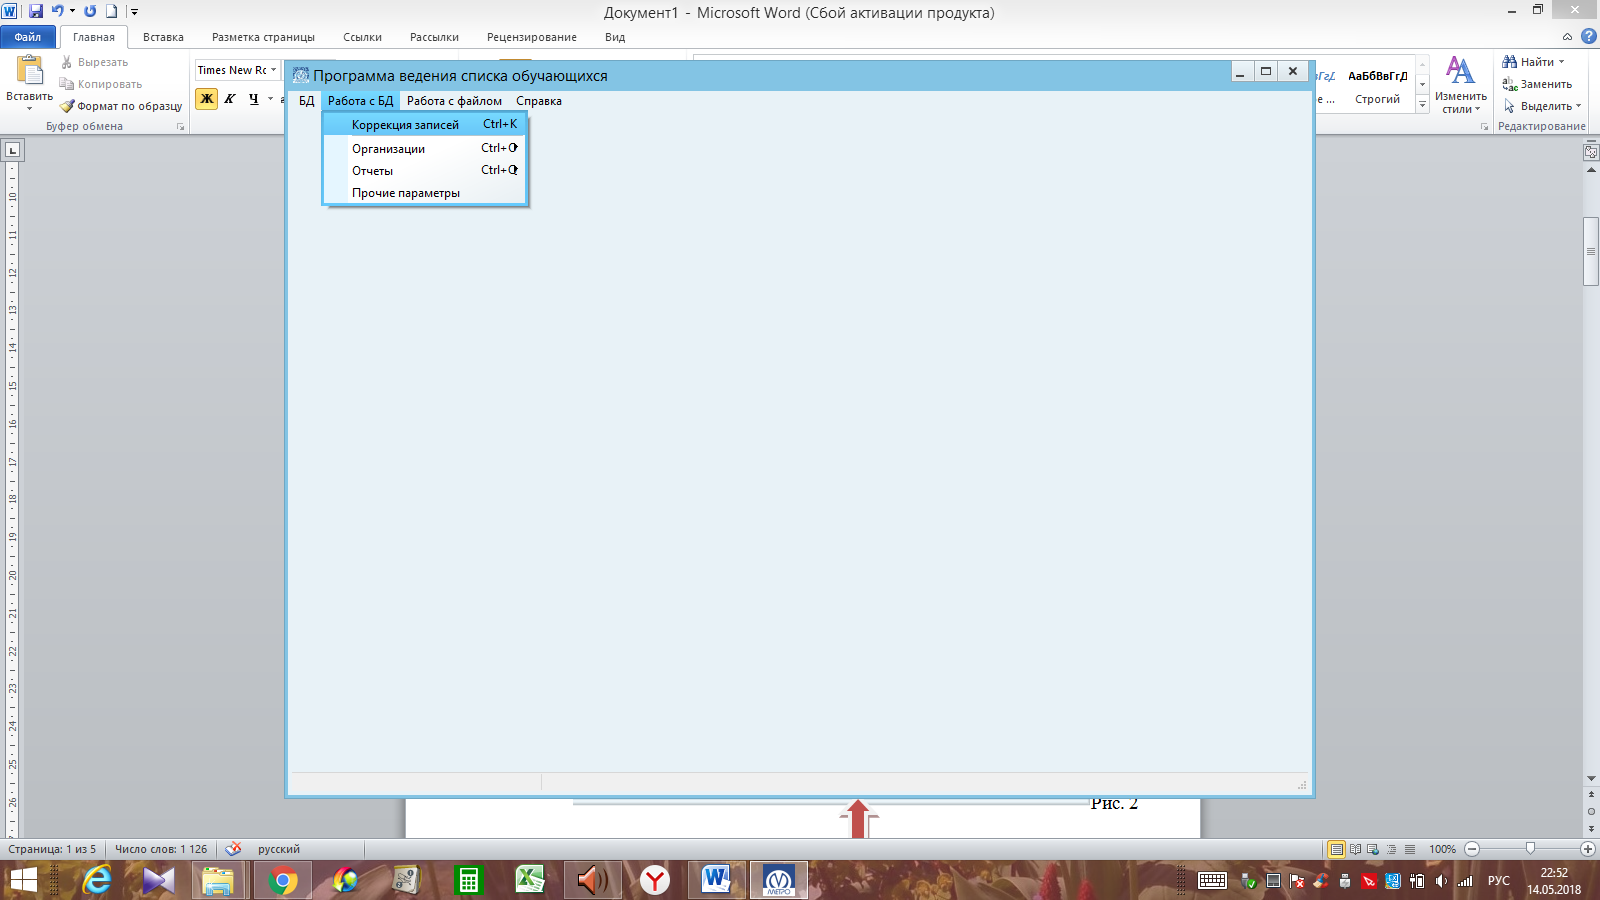 Документ1 - Microsoft Word (Сбой активации продукта)
Файл Главная Вставка Разметка страницы Ссылки Рассылки Рецензирование Вид
Вставить
Вырезать
Копировать
Формат по образцу
Буфер обмена
Times New Rc
Ж К Ч
Программа ведения списка обучающихся
БД Работа с БД Работа с файлом Справка
Коррекция записей Ctrl+K
Организации Ctrl+O
Отчеты
Прочие параметры
АаБбВвГгД
Строгий
Изменить
стили
Найти
Заменить
Выделить
Редактирование
Рис. 2
Страница: 1 из 5 Число слов: 1 126 русский
100%
МЕТРО
РУС
22:52
14.05.2018